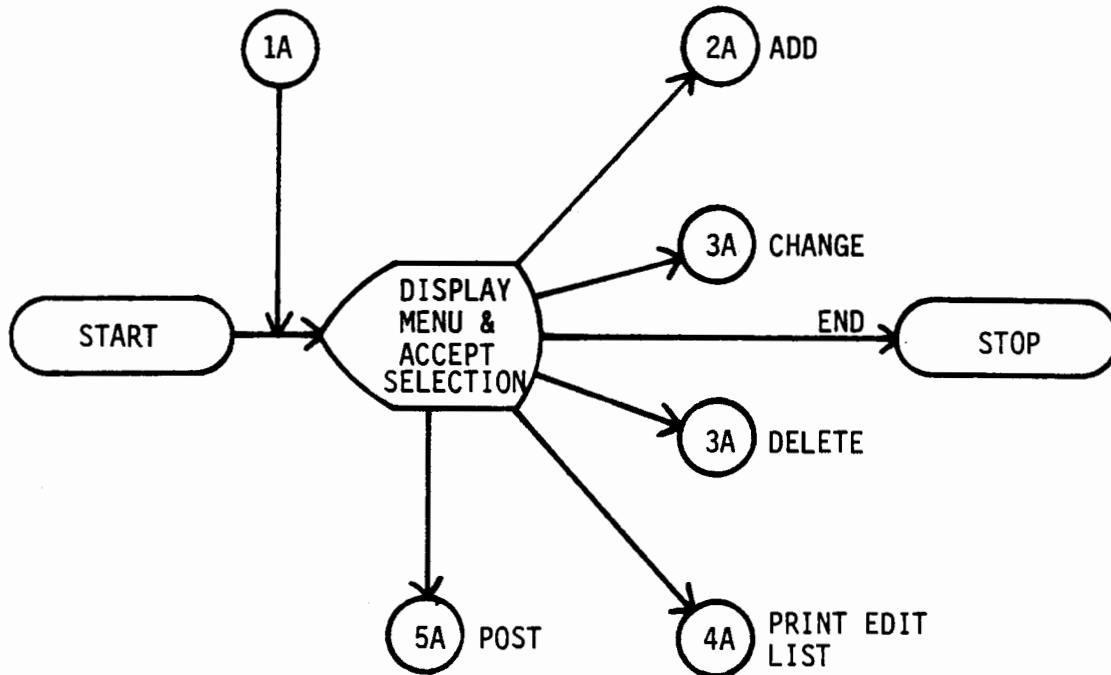 1A
2A ADD
3A CHANGE
START
DISPLAY
MENU &
ACCEPT
SELECTION
END
STOP
3A DELETE
5A POST
4A PRINT EDIT
LIST